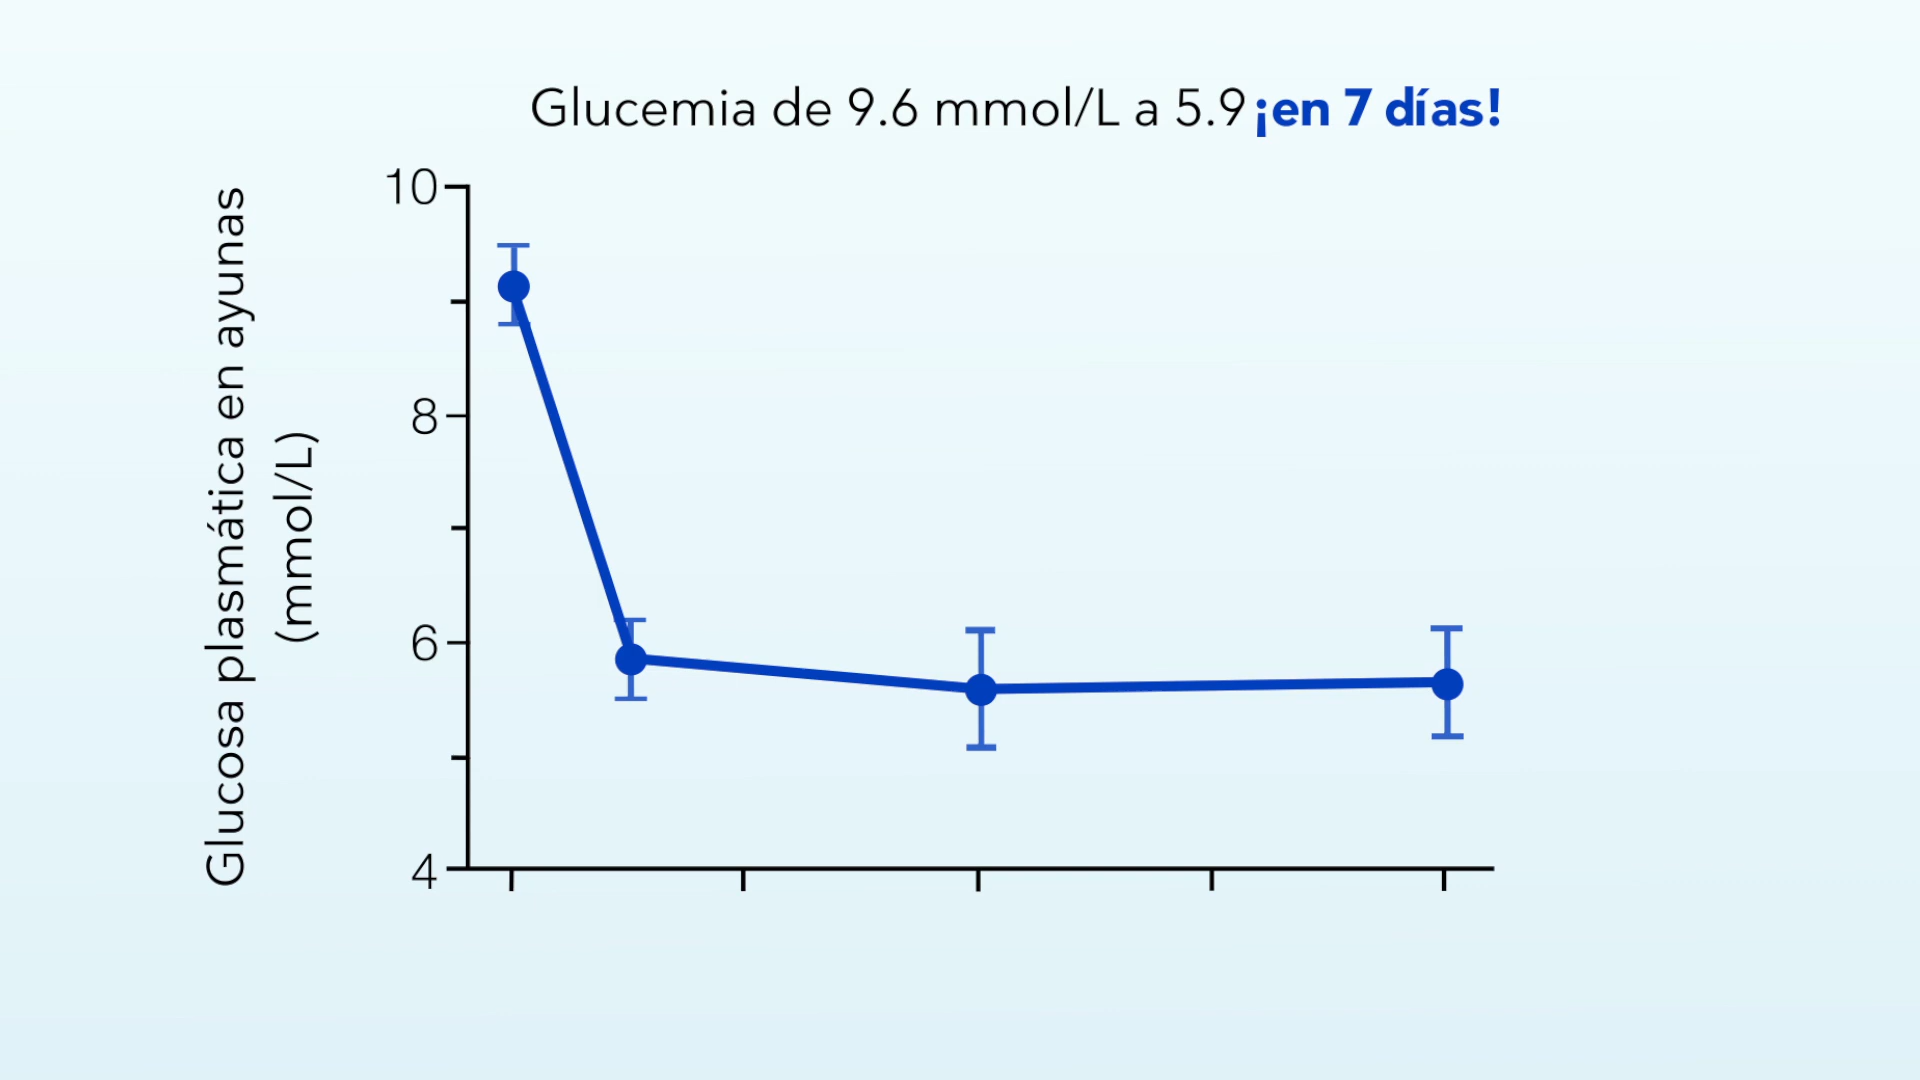 Glucemia de 9.6 mmol/L a 5.9 ¡en 7 días!
Glucosa plasmática en ayunas
(mmol/L)
10
8
6
4